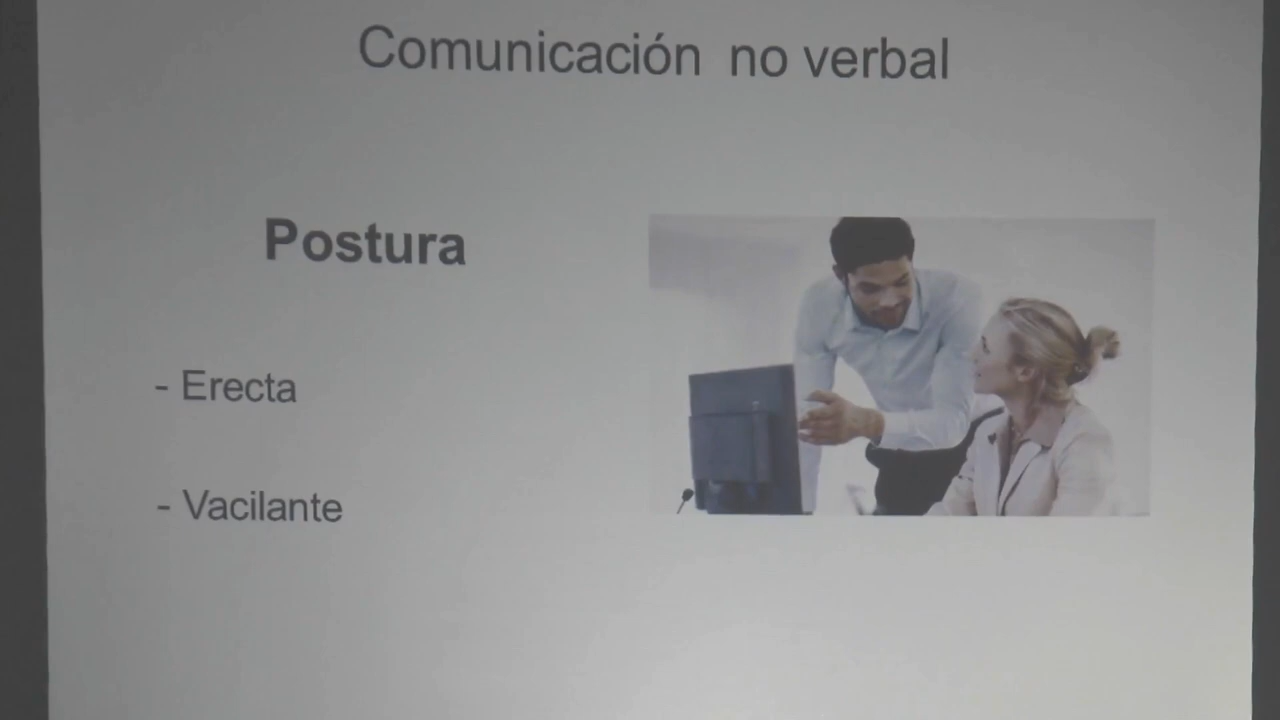 Comunicación no verbal
Postura
- Erecta
- Vacilante